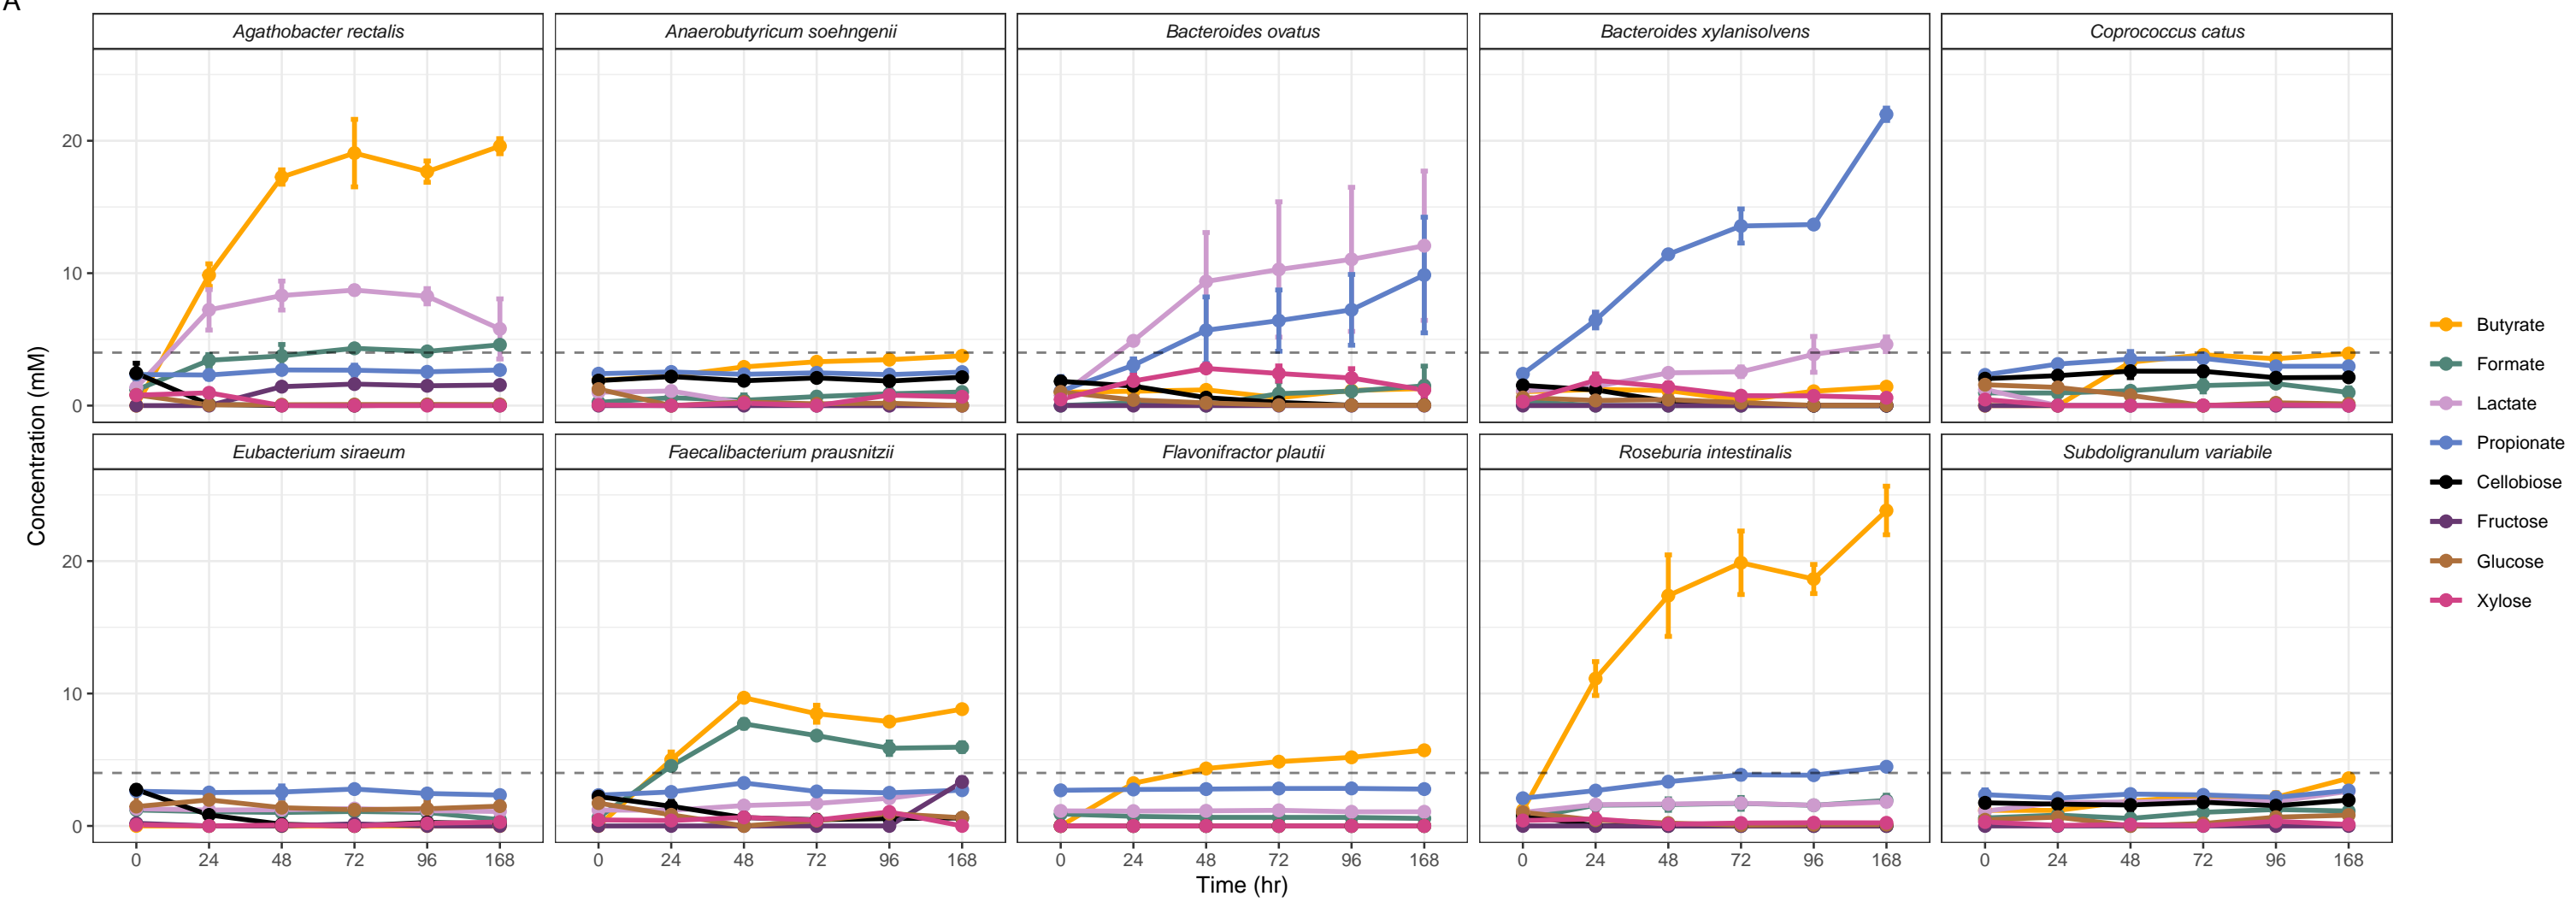 A
Agathobacter rectalis
Anaerobutyricum soehngenii
Bacteroides ovatus
Bacteroides xylanisolvens
Coprococcus catus
20
10
0
Eubacterium siraeum
Faecalibacterium prausnitzii
Flavonifractor plautii
Roseburia intestinalis
Subdoligranulum variabile
20
10
0
0 24 48 72 96 168
0 24 48 72 96 168
0 24 48 72 96 168
0 24 48 72 96 168
0 24 48 72 96 168
Time (hr)
Concentration (mM)
Butyrate
Formate
Lactate
Propionate
Cellobiose
Fructose
Glucose
Xylose